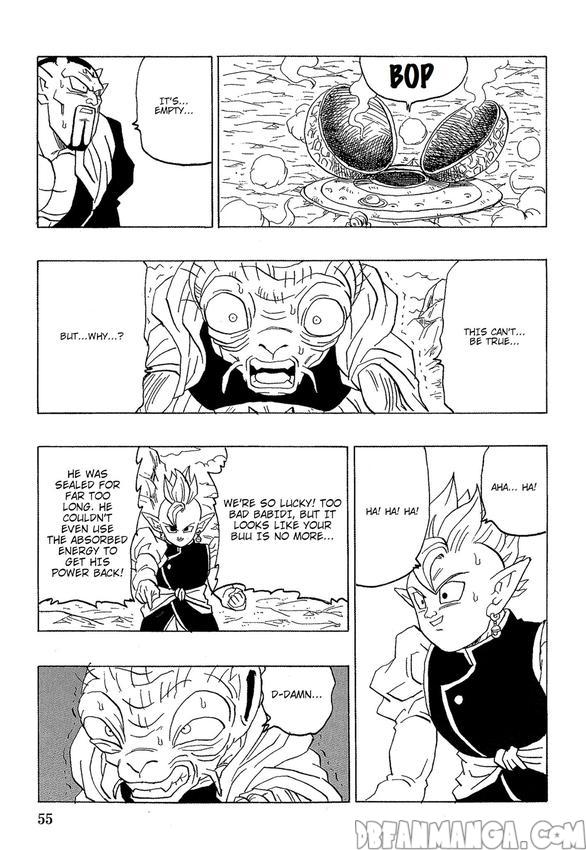 BOP
IT'S...
EMPTY...
THIS CAN'T...
BE TRUE...
BUT...WHY...?
AHA... HA!
HA! HA! HA!
WE'RE SO LUCKY! TOO
BAD BABIDI, BUT IT
LOOKS LIKE YOUR
BUU IS NO MORE...
HE WAS
SEALED FOR
FAR TOO
LONG. HE
COULDN'T
EVEN USE
THE ABSORBED
ENERGY TO
GET HIS
POWER BACK!
D-DAMN...
55
DBFANMANGA.COM